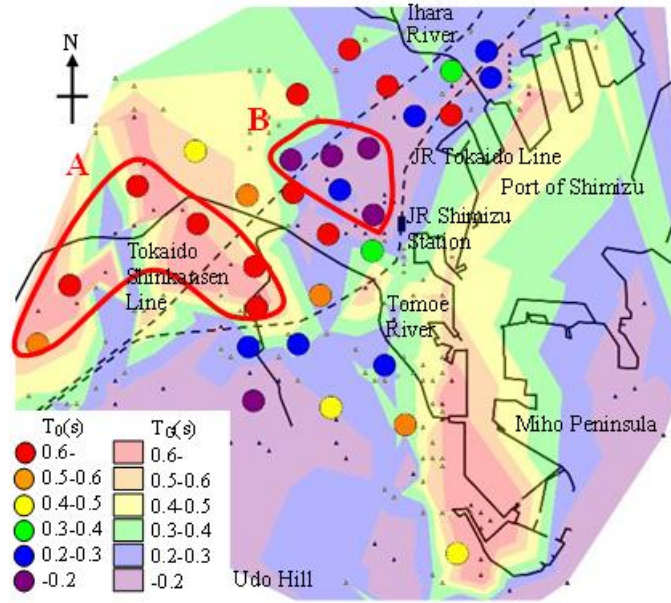 Ihara
River
N
B
A
JR Tokaido Line
Port of Shimizu
JR Shimizu
Station
Tokaido
Shinkansen
Line
Tomoe
River
Miho Peninsula
Udo Hill
T₀(s) T_G(s)
0.6- 0.6-
0.5-0.6 0.5-0.6
0.4-0.5 0.4-0.5
0.3-0.4 0.3-0.4
0.2-0.3 0.2-0.3
-0.2 -0.2